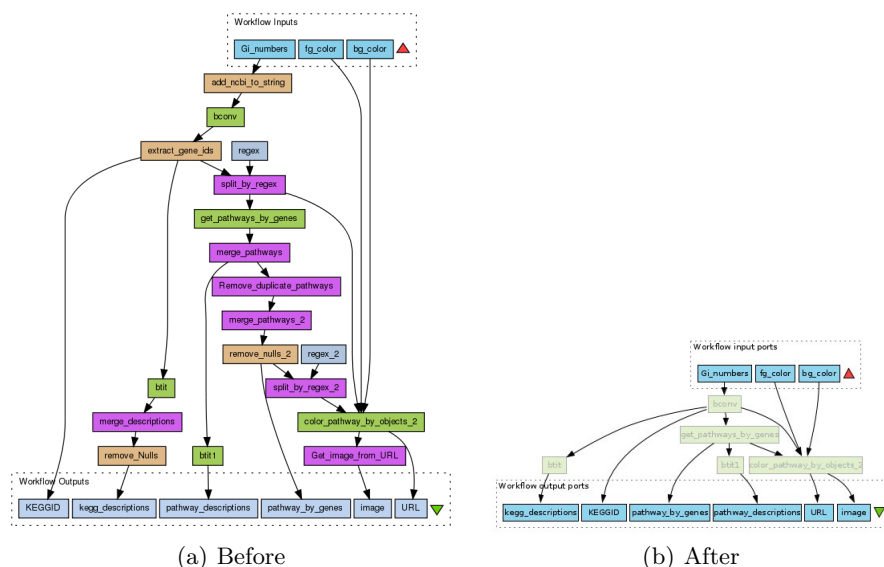 Workflow Inputs
Gi_numbers fg_color bg_color
add_ncbi_to_string
bconv
extract_gene_ids regex
split_by_regex
get_pathways_by_genes
merge_pathways
Remove_duplicate_pathways
merge_pathways_2
remove_nulls_2 regex_2
btit split_by_regex_2
merge_descriptions color_pathway_by_objects_2
remove_Nulls btit1 Get_image_from_URL
Workflow Outputs
KEGGID kegg_descriptions pathway_descriptions pathway_by_genes image URL
(a) Before
Workflow input ports
Gi_numbers fg_color bg_color
bconv
get_pathways_by_genes
btit btit1 color_pathway_by_objects_2
Workflow output ports
kegg_descriptions KEGGID pathway_by_genes pathway_descriptions URL image
(b) After